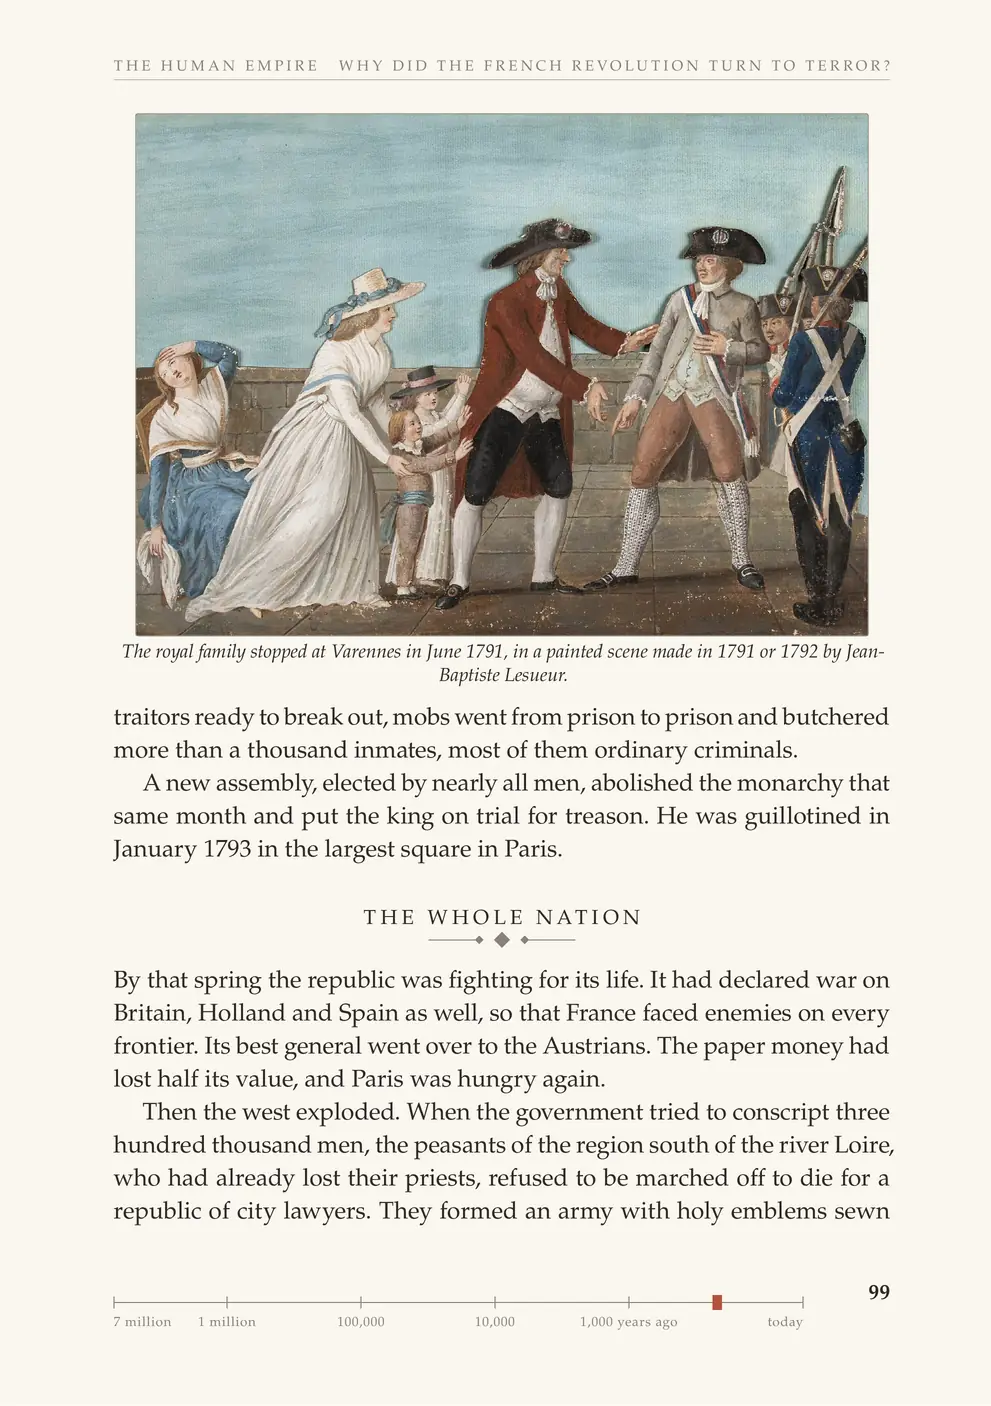 THE HUMAN EMPIRE WHY DID THE FRENCH REVOLUTION TURN TO TERROR?
The royal family stopped at Varennes in June 1791, in a painted scene made in 1791 or 1792 by Jean-
Baptiste Lesueur.
traitors ready to break out, mobs went from prison to prison and butchered
more than a thousand inmates, most of them ordinary criminals.
A new assembly, elected by nearly all men, abolished the monarchy that
same month and put the king on trial for treason. He was guillotined in
January 1793 in the largest square in Paris.
THE WHOLE NATION
By that spring the republic was fighting for its life. It had declared war on
Britain, Holland and Spain as well, so that France faced enemies on every
frontier. Its best general went over to the Austrians. The paper money had
lost half its value, and Paris was hungry again.
Then the west exploded. When the government tried to conscript three
hundred thousand men, the peasants of the region south of the river Loire,
who had already lost their priests, refused to be marched off to die for a
republic of city lawyers. They formed an army with holy emblems sewn
99
7 million 1 million 100,000 10,000 1,000 years ago today